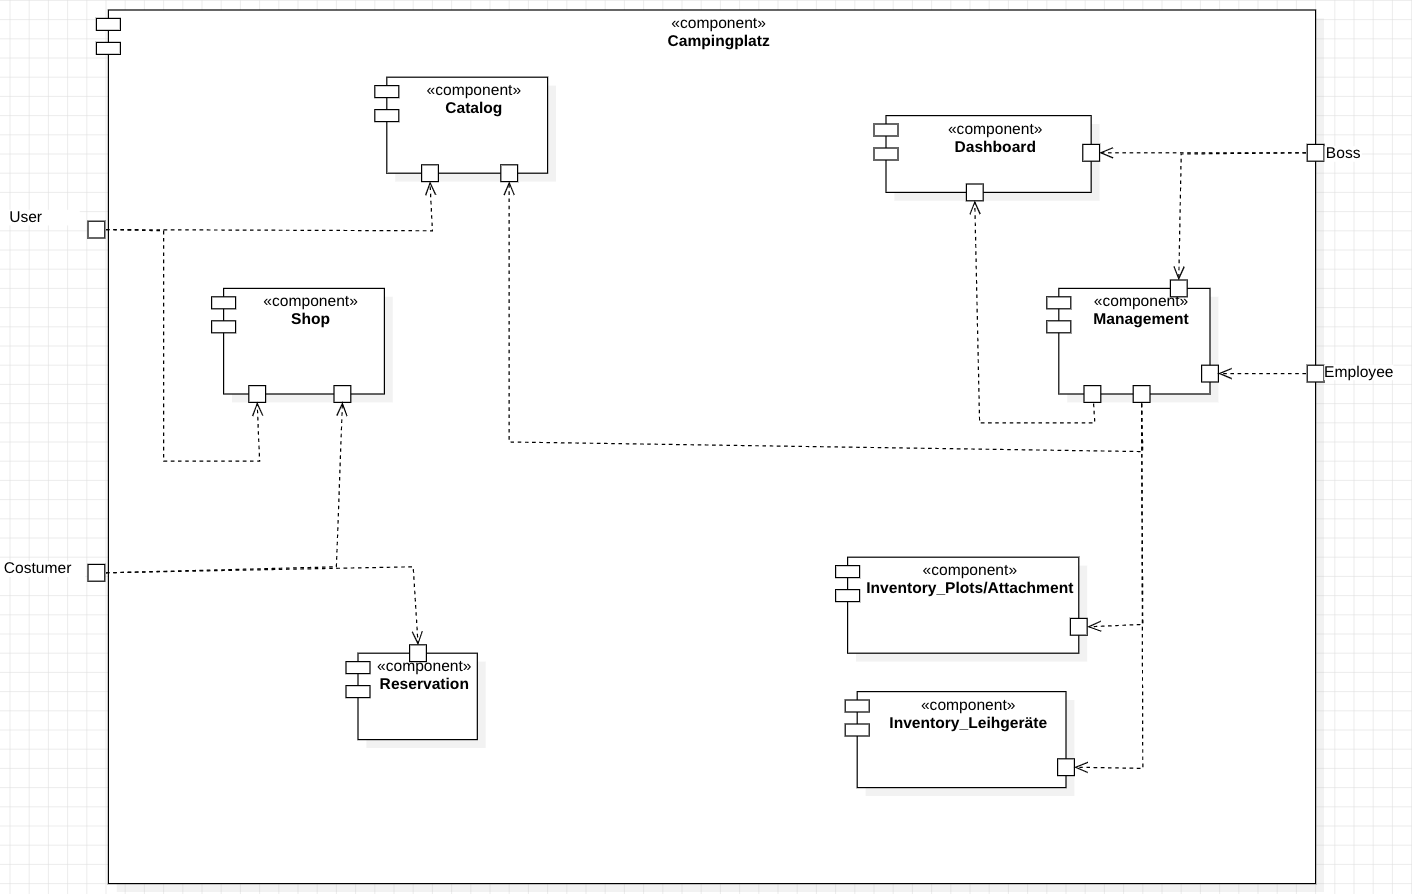 «component»
Campingplatz
«component»
Catalog
«component»
Dashboard
Boss
User
«component»
Shop
«component»
Management
Employee
Costumer
«component»
Inventory_Plots/Attachment
«component»
Reservation
«component»
Inventory_Leihgeräte